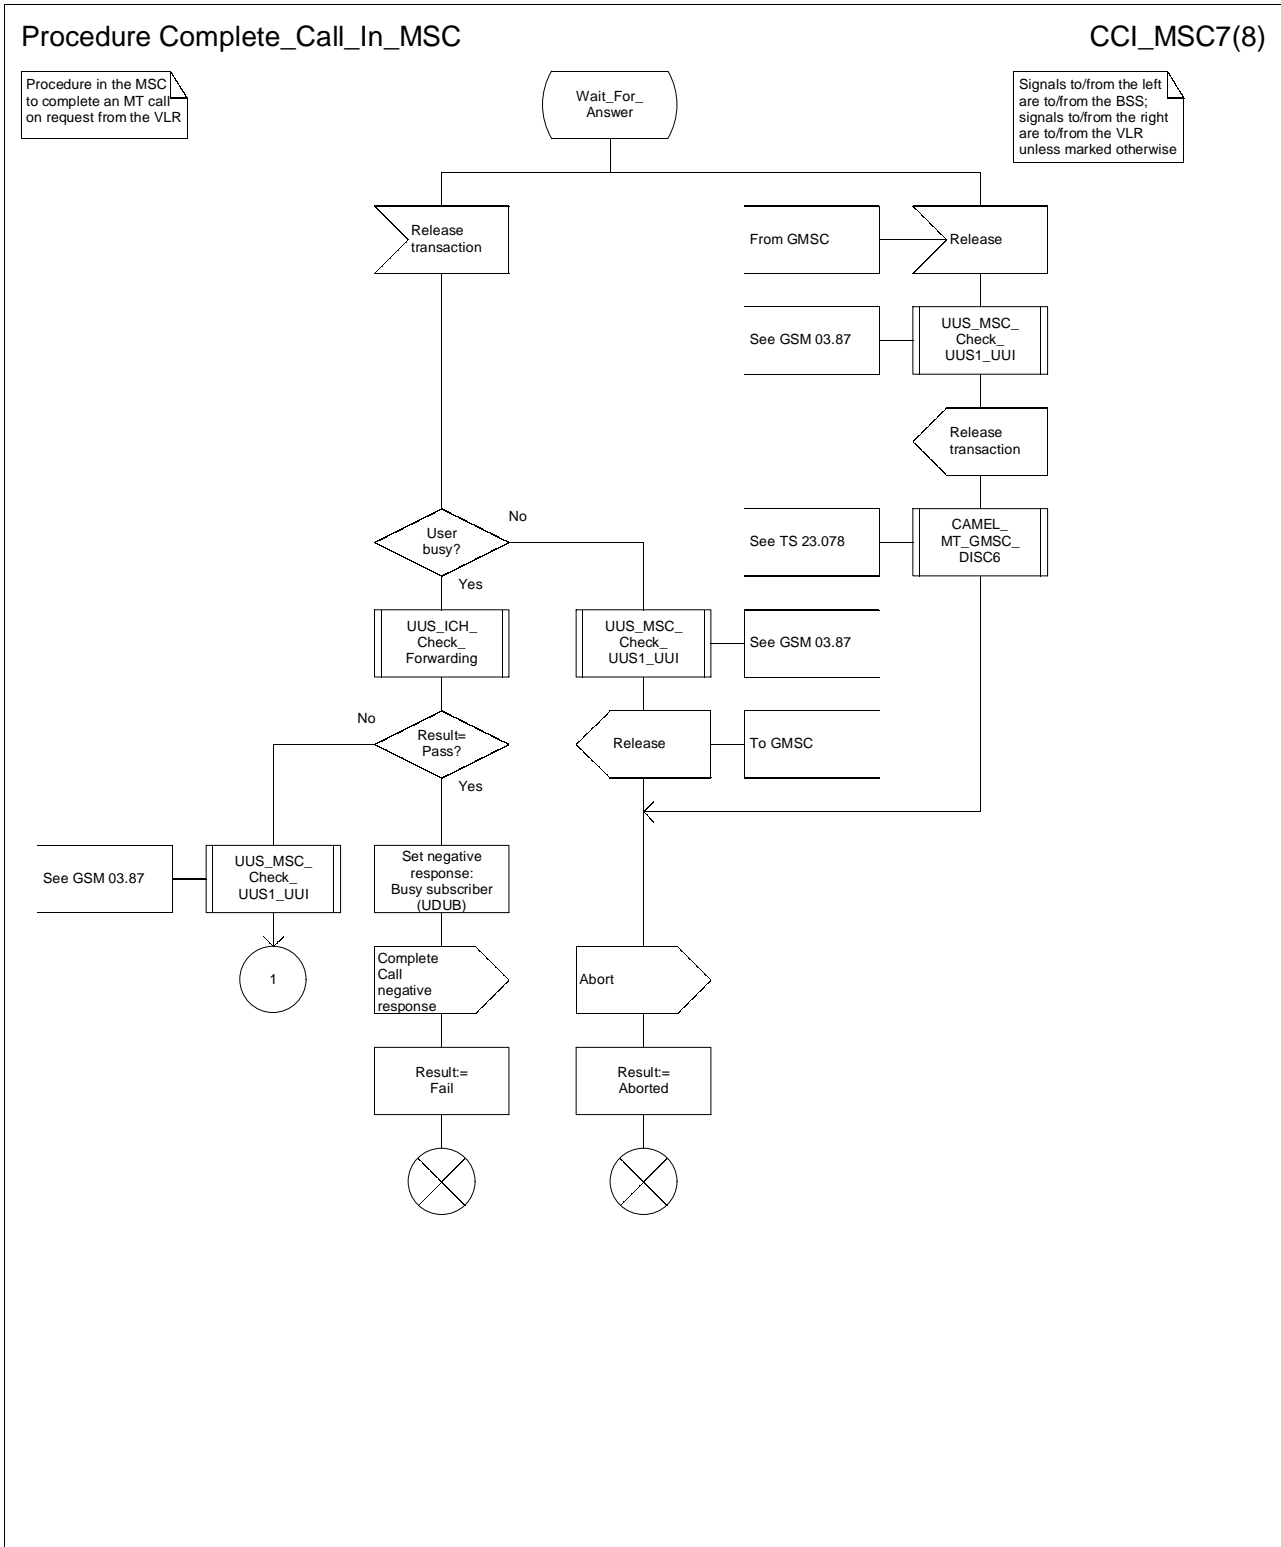 Procedure Complete_Call_In_MSC
CCI_MSC7(8)
Procedure in the MSC
to complete an MT call
on request from the VLR
Wait_For_
Answer
Signals to/from the left
are to/from the BSS;
signals to/from the right
are to/from the VLR
unless marked otherwise
Release
transaction
From GMSC
Release
See GSM 03.87
UUS_MSC_
Check_
UUS1_UUI
Release
transaction
User
busy?
No
Yes
See TS 23.078
CAMEL_
MT_GMSC_
DISC6
UUS_ICH_
Check_
Forwarding
UUS_MSC_
Check_
UUS1_UUI
See GSM 03.87
No
Result=
Pass?
Yes
Release
To GMSC
See GSM 03.87
UUS_MSC_
Check_
UUS1_UUI
Set negative
response:
Busy subscriber
(UDUB)
1
Complete
Call
negative
response
Abort
Result:=
Fail
Result:=
Aborted